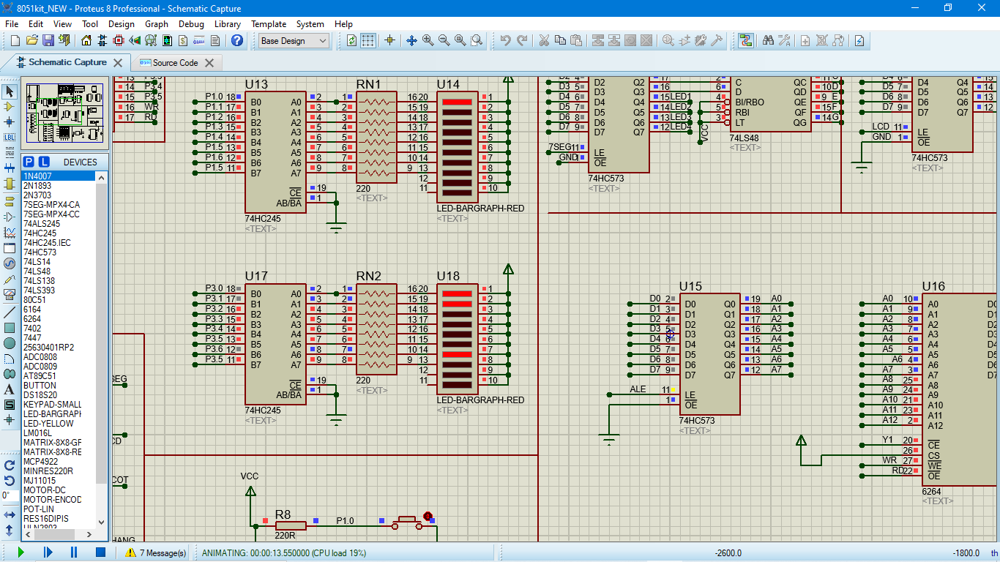 8051kit_NEW - Proteus 8 Professional - Schematic Capture
File Edit View Tool Design Graph Debug Library Template System Help
Base Design
Schematic Capture
Source Code
P L DEVICES
1N4007
2N1893
2N3703
7SEG-MPX4-CA
7SEG-MPX4-CC
74ALS245
74HC245
74HC245.IEC
74HC573
74LS14
74LS48
74LS138
74LS393
80C51
6164
6264
7402
7447
25630401RP2
ADC0808
ADC0809
AT89C51
BUTTON
DS18S20
KEYPAD-SMALL
LED-BARGRAPH
LED-YELLOW
LM016L
MATRIX-8X8-GF
MATRIX-8X8-RE
MCP4922
MINRES220R
MJ11015
MOTOR-DC
MOTOR-ENCOD
POT-LIN
RES16DIPIS
0°
14 P3.4
15 P3.5
16 WR
17 RD
U13 RN1 U14
P1.0 18 B0 A0 2 1 16 20 1
P1.1 17 B1 A1 3 2 15 19 2
P1.2 16 B2 A2 4 3 14 18 3
P1.3 15 B3 A3 5 4 13 17 4
P1.4 14 B4 A4 6 5 12 16 5
P1.5 13 B5 A5 7 6 11 15 6
P1.6 12 B6 A6 8 7 10 14 7
P1.5 11 B7 A7 9 8 9 13 8
12 9
11 10
CE 19
AB/BA 1
74HC245
<TEXT>
220
<TEXT>
LED-BARGRAPH-RED
<TEXT>
U17 RN2 U18
P3.0 18 B0 A0 2 1 16 20 1
P3.1 17 B1 A1 3 2 15 19 2
P3.2 16 B2 A2 4 3 14 18 3
P3.3 15 B3 A3 5 4 13 17 4
P3.5 14 B4 A4 6 5 12 16 5
P3.5 13 B5 A5 7 6 11 15 6
P3.6 12 B6 A6 8 7 10 14 7
P3.5 11 B7 A7 9 8 9 13 8
12 9
11 10
CE 19
AB/BA 1
74HC245
<TEXT>
220
<TEXT>
LED-BARGRAPH-RED
<TEXT>
VCC
R8
220R
P1.0
D2 4 D2 Q2 17
D3 5 D3 Q3 16
D4 6 D4 Q4 15 LED1
D5 7 D5 Q5 14 LED2
D6 8 D6 Q6 13 LED3
D7 9 D7 Q7 12 LED4
7SEG 11 LE
GND 1 OE
74HC573
<TEXT>
VCC
2 C QC 11 C
6 D QD 10 D
4 BI/RBO QE 9 E
5 RBI QF 15 F
3 LT QG 14 G
74LS48
<TEXT>
D4 6 D4 Q4 15
D5 7 D5 Q5 14
D6 8 D6 Q6 13
D7 9 D7 Q7 12
LCD 11 LE
GND 1 OE
74HC573
<TEXT>
U15
D0 2 D0 Q0 19 A0
D1 3 D1 Q1 18 A1
D2 4 D2 Q2 17 A2
D3 5 D3 Q3 16 A3
D4 6 D4 Q4 15 A4
D5 7 D5 Q5 14 A5
D6 8 D6 Q6 13 A6
D7 9 D7 Q7 12 A7
ALE 11 LE
1 OE
74HC573
<TEXT>
U16
A0 10 A0 D0
A1 9 A1 D1
A2 8 A2 D2
A3 7 A3 D3
A4 6 A4 D4
A5 5 A5 D5
A6 4 A6 D6
A7 3 A7 D7
A8 25 A8
A9 24 A9
A10 21 A10
A11 23 A11
A12 2 A12
Y1 20 CE
26 CS
WR 27 WE
RD 22 OE
6264
<TEXT>
7 Message(s)
ANIMATING: 00:00:13.550000 (CPU load 19%)
-2600.0
-1800.0 th